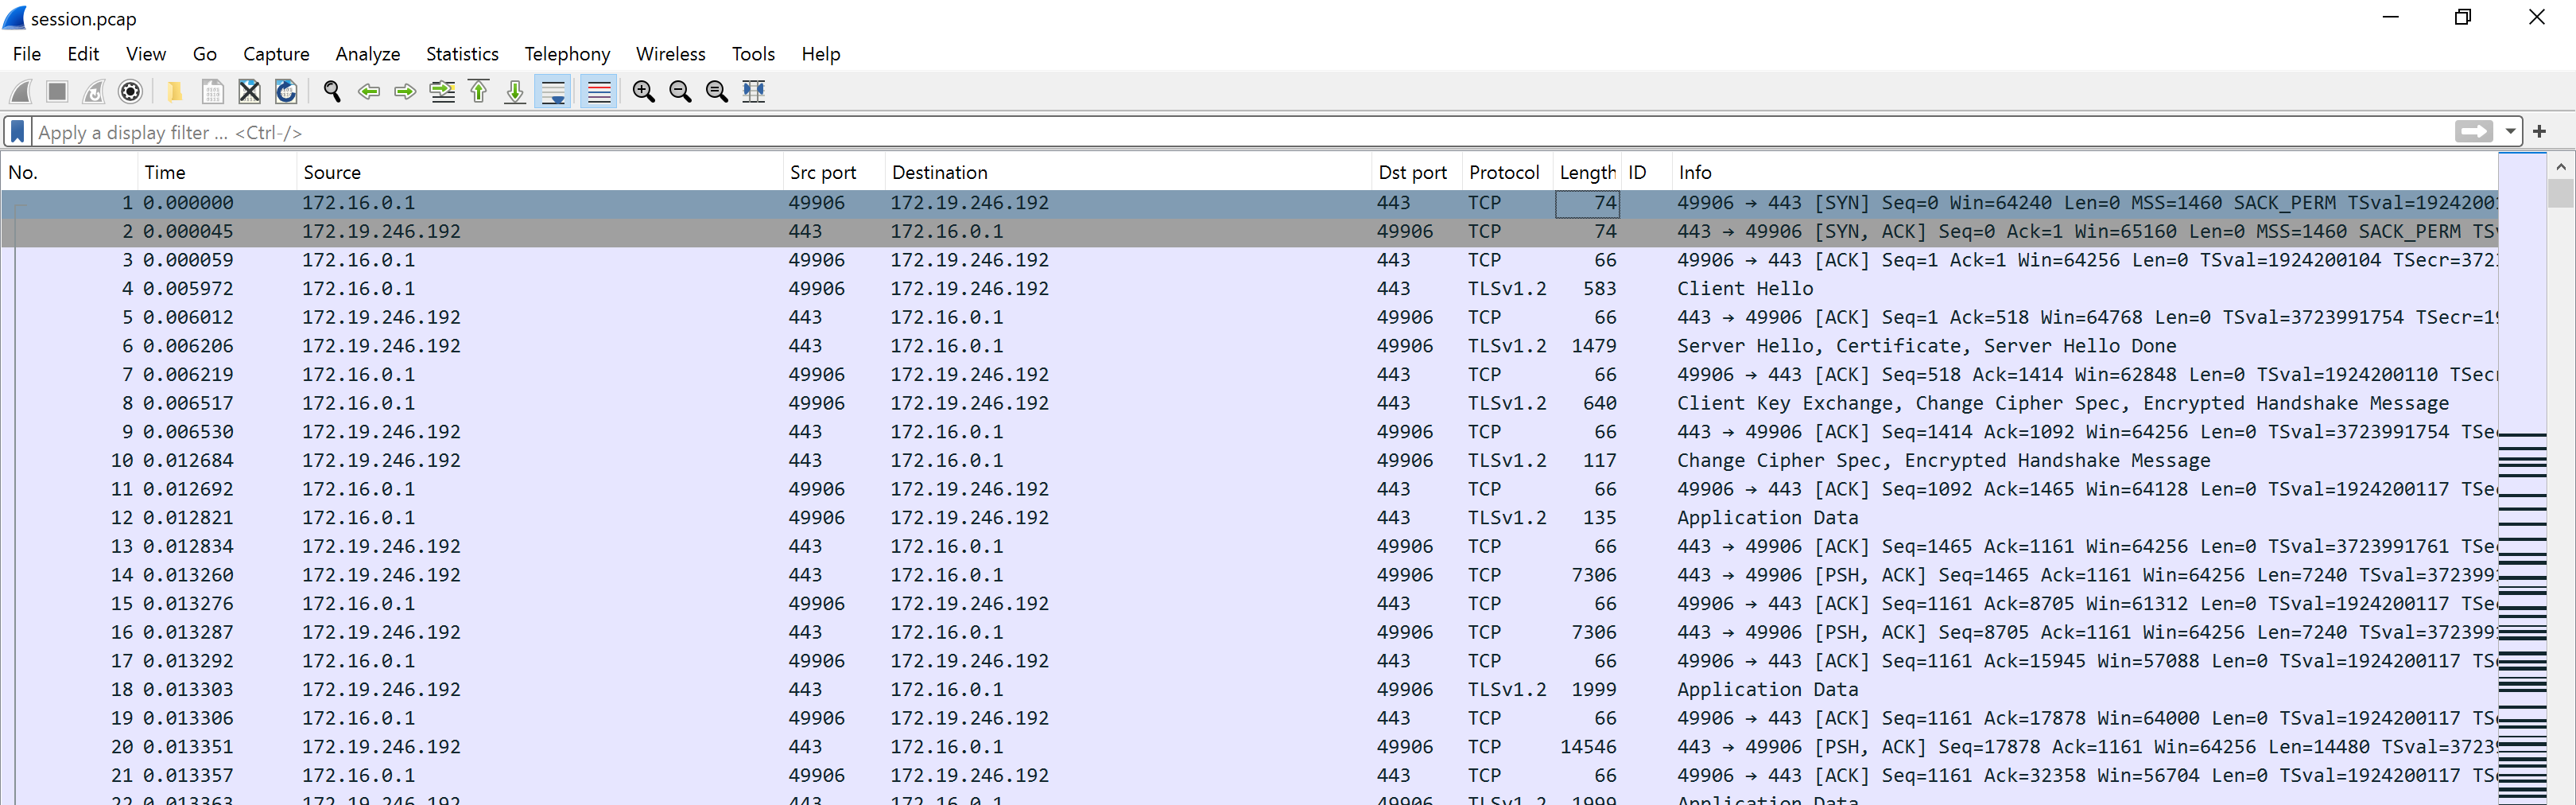 session.pcap
File Edit View Go Capture Analyze Statistics Telephony Wireless Tools Help
Apply a display filter ... <Ctrl-/>
No. Time Source Src port Destination Dst port Protocol Length ID Info
1 0.000000 172.16.0.1 49906 172.19.246.192 443 TCP 74 49906 → 443 [SYN] Seq=0 Win=64240 Len=0 MSS=1460 SACK_PERM TSval=1924200
2 0.000045 172.19.246.192 443 172.16.0.1 49906 TCP 74 443 → 49906 [SYN, ACK] Seq=0 Ack=1 Win=65160 Len=0 MSS=1460 SACK_PERM
3 0.000059 172.16.0.1 49906 172.19.246.192 443 TCP 66 49906 → 443 [ACK] Seq=1 Ack=1 Win=64256 Len=0 TSval=1924200104 TSecr=372
4 0.005972 172.16.0.1 49906 172.19.246.192 443 TLSv1.2 583 Client Hello
5 0.006012 172.19.246.192 443 172.16.0.1 49906 TCP 66 443 → 49906 [ACK] Seq=1 Ack=518 Win=64768 Len=0 TSval=3723991754 TSecr=1
6 0.006206 172.19.246.192 443 172.16.0.1 49906 TLSv1.2 1479 Server Hello, Certificate, Server Hello Done
7 0.006219 172.16.0.1 49906 172.19.246.192 443 TCP 66 49906 → 443 [ACK] Seq=518 Ack=1414 Win=62848 Len=0 TSval=1924200110 TSec
8 0.006517 172.16.0.1 49906 172.19.246.192 443 TLSv1.2 640 Client Key Exchange, Change Cipher Spec, Encrypted Handshake Message
9 0.006530 172.19.246.192 443 172.16.0.1 49906 TCP 66 443 → 49906 [ACK] Seq=1414 Ack=1092 Win=64256 Len=0 TSval=3723991754 TSe
10 0.012684 172.19.246.192 443 172.16.0.1 49906 TLSv1.2 117 Change Cipher Spec, Encrypted Handshake Message
11 0.012692 172.16.0.1 49906 172.19.246.192 443 TCP 66 49906 → 443 [ACK] Seq=1092 Ack=1465 Win=64128 Len=0 TSval=1924200117 TSe
12 0.012821 172.16.0.1 49906 172.19.246.192 443 TLSv1.2 135 Application Data
13 0.012834 172.19.246.192 443 172.16.0.1 49906 TCP 66 443 → 49906 [ACK] Seq=1465 Ack=1161 Win=64256 Len=0 TSval=3723991761 TSe
14 0.013260 172.19.246.192 443 172.16.0.1 49906 TCP 7306 443 → 49906 [PSH, ACK] Seq=1465 Ack=1161 Win=64256 Len=7240 TSval=372399
15 0.013276 172.16.0.1 49906 172.19.246.192 443 TCP 66 49906 → 443 [ACK] Seq=1161 Ack=8705 Win=61312 Len=0 TSval=1924200117 TSe
16 0.013287 172.19.246.192 443 172.16.0.1 49906 TCP 7306 443 → 49906 [PSH, ACK] Seq=8705 Ack=1161 Win=64256 Len=7240 TSval=372399
17 0.013292 172.16.0.1 49906 172.19.246.192 443 TCP 66 49906 → 443 [ACK] Seq=1161 Ack=15945 Win=57088 Len=0 TSval=1924200117 TS
18 0.013303 172.19.246.192 443 172.16.0.1 49906 TLSv1.2 1999 Application Data
19 0.013306 172.16.0.1 49906 172.19.246.192 443 TCP 66 49906 → 443 [ACK] Seq=1161 Ack=17878 Win=64000 Len=0 TSval=1924200117 TS
20 0.013351 172.19.246.192 443 172.16.0.1 49906 TCP 14546 443 → 49906 [PSH, ACK] Seq=17878 Ack=1161 Win=64256 Len=14480 TSval=3723
21 0.013357 172.16.0.1 49906 172.19.246.192 443 TCP 66 49906 → 443 [ACK] Seq=1161 Ack=32358 Win=56704 Len=0 TSval=1924200117 TS
22 0.013363 172.19.246.192 443 172.16.0.1 49906 TLSv1.2 1999 Application Data